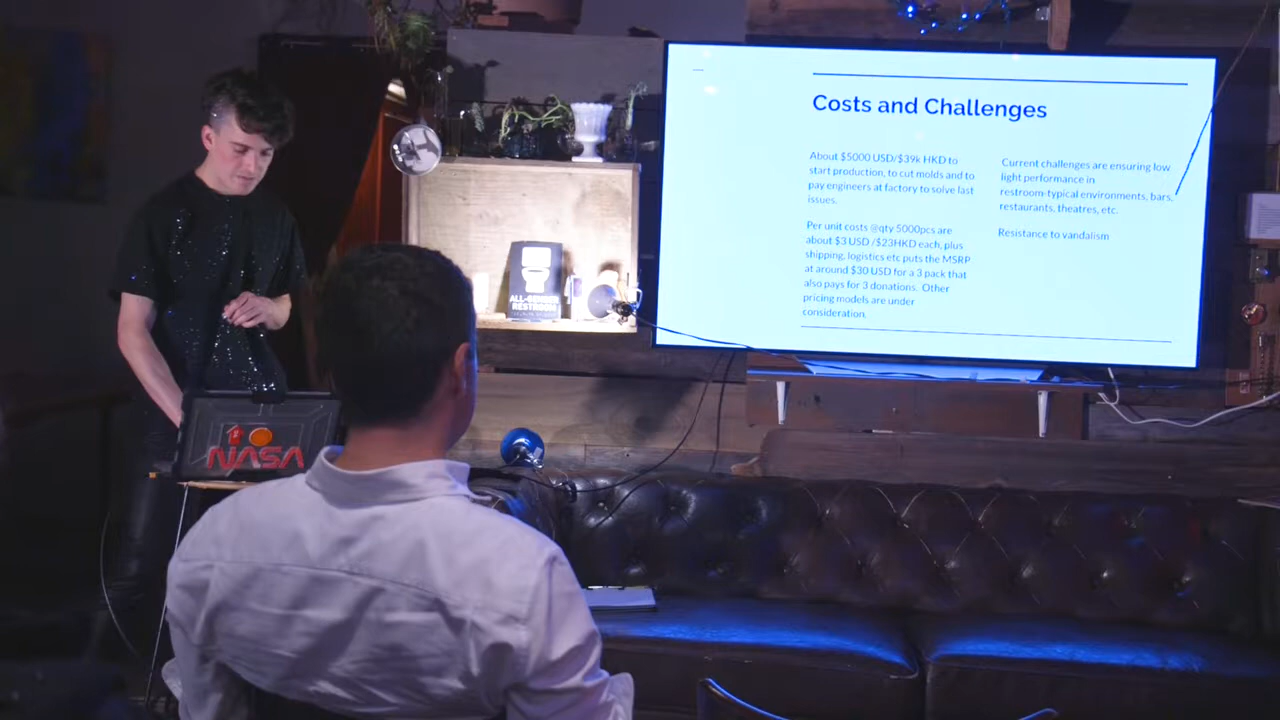 Costs and Challenges
About $5000 USD/$39k HKD to
start production, to cut molds and to
pay engineers at factory to solve last
issues.
Per unit costs @qty 5000pcs are
about $3 USD /$23HKD each, plus
shipping, logistics etc puts the MSRP
at around $30 USD for a 3 pack that
also pays for 3 donations. Other
pricing models are under
consideration.
Current challenges are ensuring low
light performance in
restroom-typical environments, bars,
restaurants, theatres, etc.
Resistance to vandalism
ALL-GENDER
RESTROOM
NASA